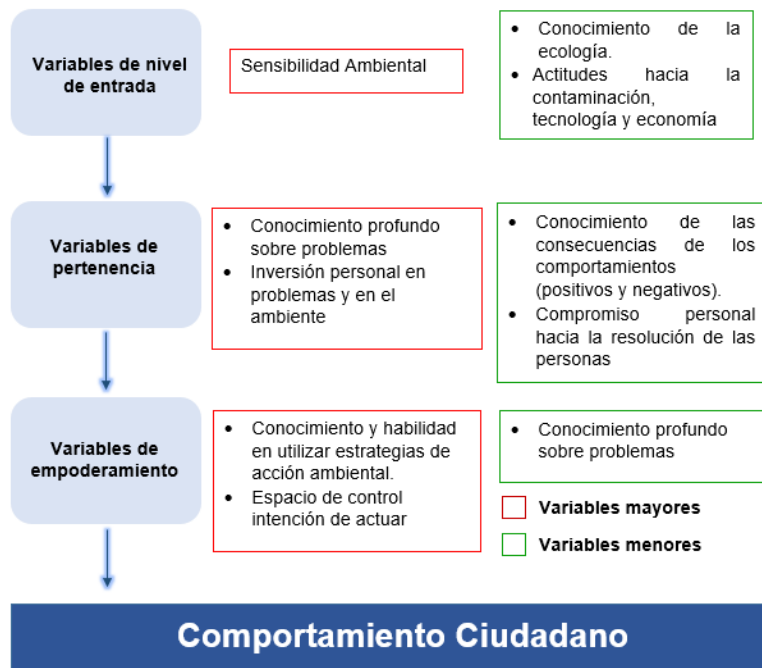 Variables de nivel
de entrada
Sensibilidad Ambiental
• Conocimiento de la
ecología.
• Actitudes hacia la
contaminación,
tecnología y economía
Variables de
pertenencia
• Conocimiento profundo
sobre problemas
• Inversión personal en
problemas y en el
ambiente
• Conocimiento de las
consecuencias de los
comportamientos
(positivos y negativos).
• Compromiso personal
hacia la resolución de las
personas
Variables de
empoderamiento
• Conocimiento y habilidad
en utilizar estrategias de
acción ambiental.
• Espacio de control
intención de actuar
• Conocimiento profundo
sobre problemas
Variables mayores
Variables menores
Comportamiento Ciudadano